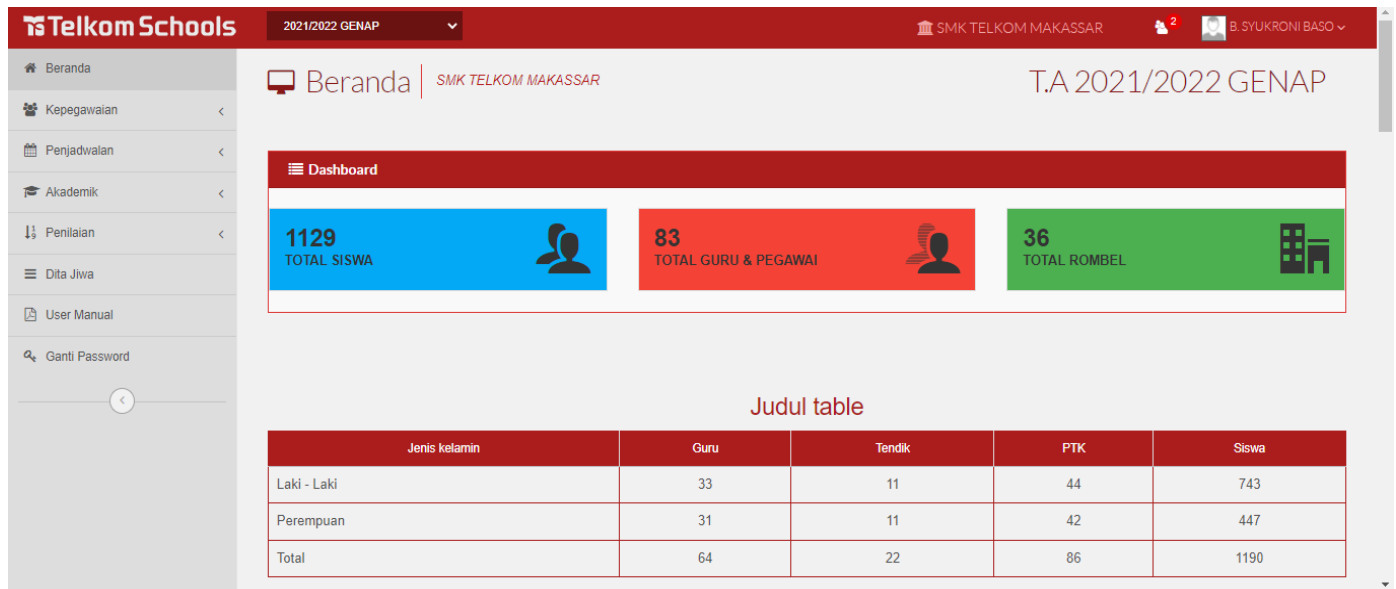 Telkom Schools
2021/2022 GENAP
SMK TELKOM MAKASSAR
2
B. SYUKRONI BASO
Beranda
Kepegawaian
Penjadwalan
Akademik
Penilaian
Dita Jiwa
User Manual
Ganti Password
Beranda SMK TELKOM MAKASSAR
T.A 2021/2022 GENAP
Dashboard
1129
TOTAL SISWA
83
TOTAL GURU & PEGAWAI
36
TOTAL ROMBEL
Judul table
Jenis kelamin Guru Tendik PTK Siswa
Laki - Laki 33 11 44 743
Perempuan 31 11 42 447
Total 64 22 86 1190